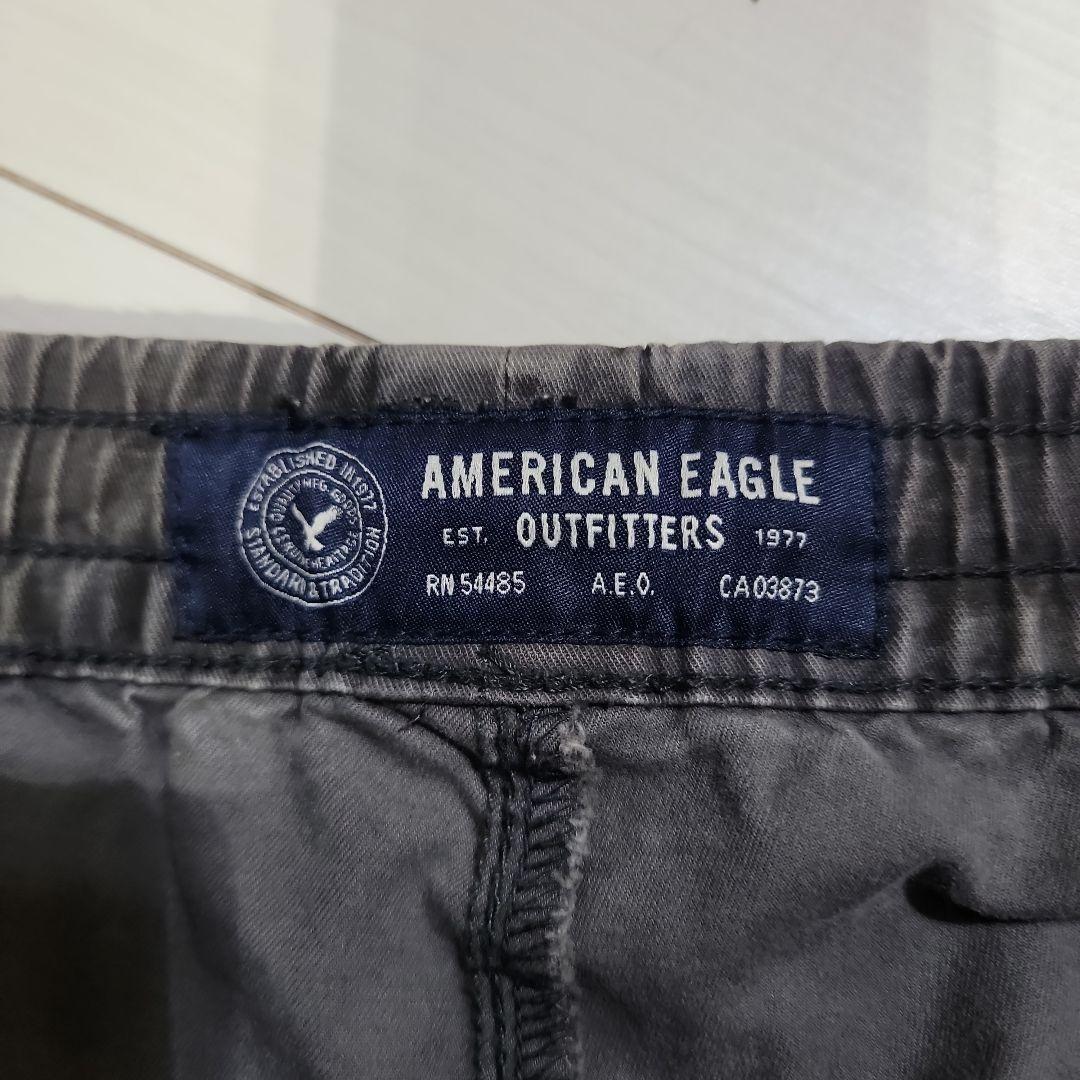 ESTABLISHED IN 1977
STANDARD & TRADITION
AMERICAN EAGLE
EST. OUTFITTERS 1977
RN 54485 A.E.O. CA03873